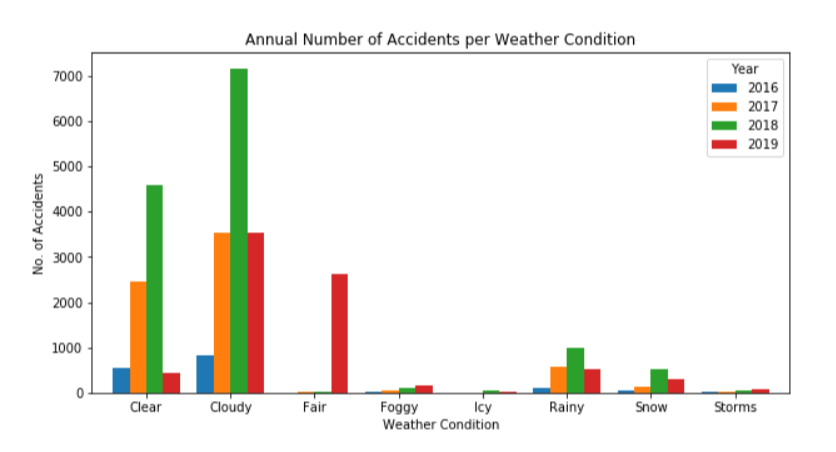 Annual Number of Accidents per Weather Condition
Year
2016
2017
2018
2019
No. of Accidents
7000
6000
5000
4000
3000
2000
1000
0
Clear Cloudy Fair Foggy Icy Rainy Snow Storms
Weather Condition